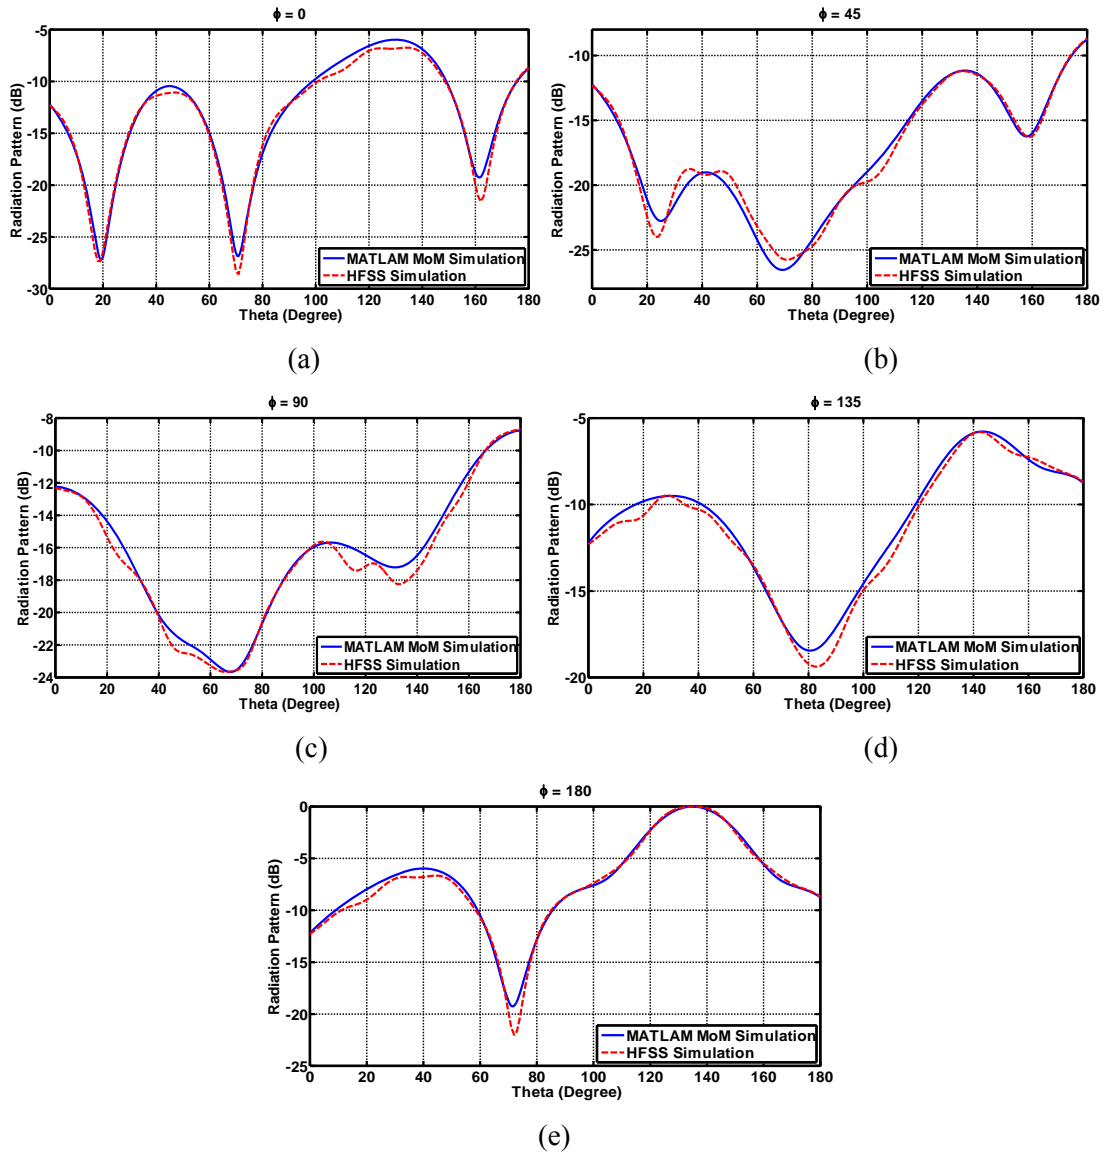 ϕ = 0
-5
-10
-15
-20
-25
-30
0 20 40 60 80 100 120 140 160 180
Radiation Pattern (dB)
Theta (Degree)
MATLAM MoM Simulation
HFSS Simulation
(a)
ϕ = 45
-10
-15
-20
-25
0 20 40 60 80 100 120 140 160 180
Radiation Pattern (dB)
Theta (Degree)
MATLAM MoM Simulation
HFSS Simulation
(b)
ϕ = 90
-8
-10
-12
-14
-16
-18
-20
-22
-24
0 20 40 60 80 100 120 140 160 180
Radiation Pattern (dB)
Theta (Degree)
MATLAM MoM Simulation
HFSS Simulation
(c)
ϕ = 135
-5
-10
-15
-20
0 20 40 60 80 100 120 140 160 180
Radiation Pattern (dB)
Theta (Degree)
MATLAM MoM Simulation
HFSS Simulation
(d)
ϕ = 180
0
-5
-10
-15
-20
-25
0 20 40 60 80 100 120 140 160 180
Radiation Pattern (dB)
Theta (Degree)
MATLAM MoM Simulation
HFSS Simulation
(e)